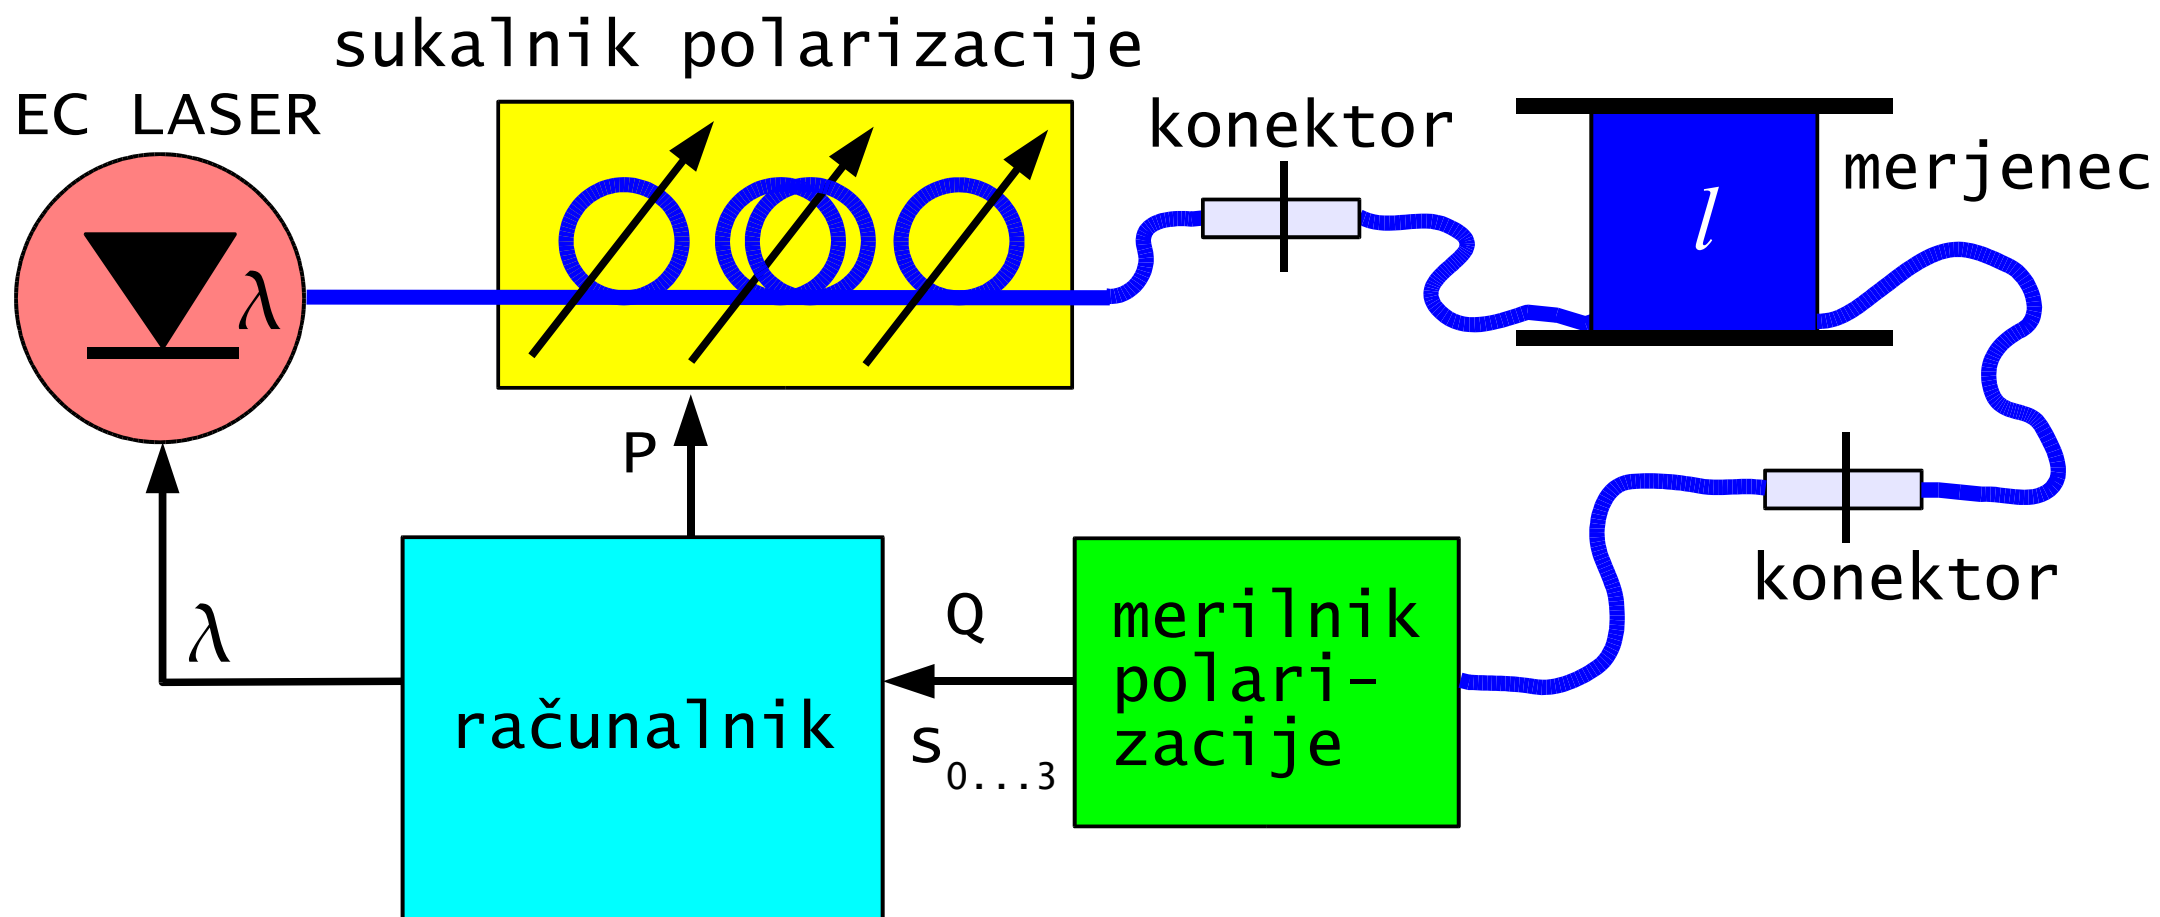 sukalnik polarizacije
EC LASER
konektor
merjenec
l
λ
P
konektor
λ
Q
merilnik
polari-
zacije
računalnik
s0...3